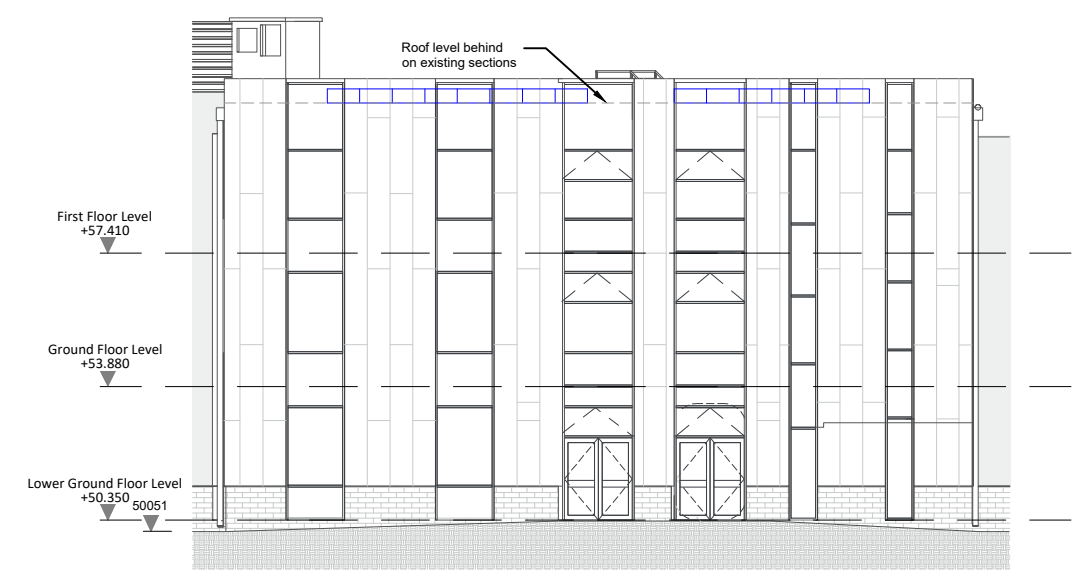 Roof level behind
on existing sections
First Floor Level
+57.410
Ground Floor Level
+53.880
Lower Ground Floor Level
+50.350
50051